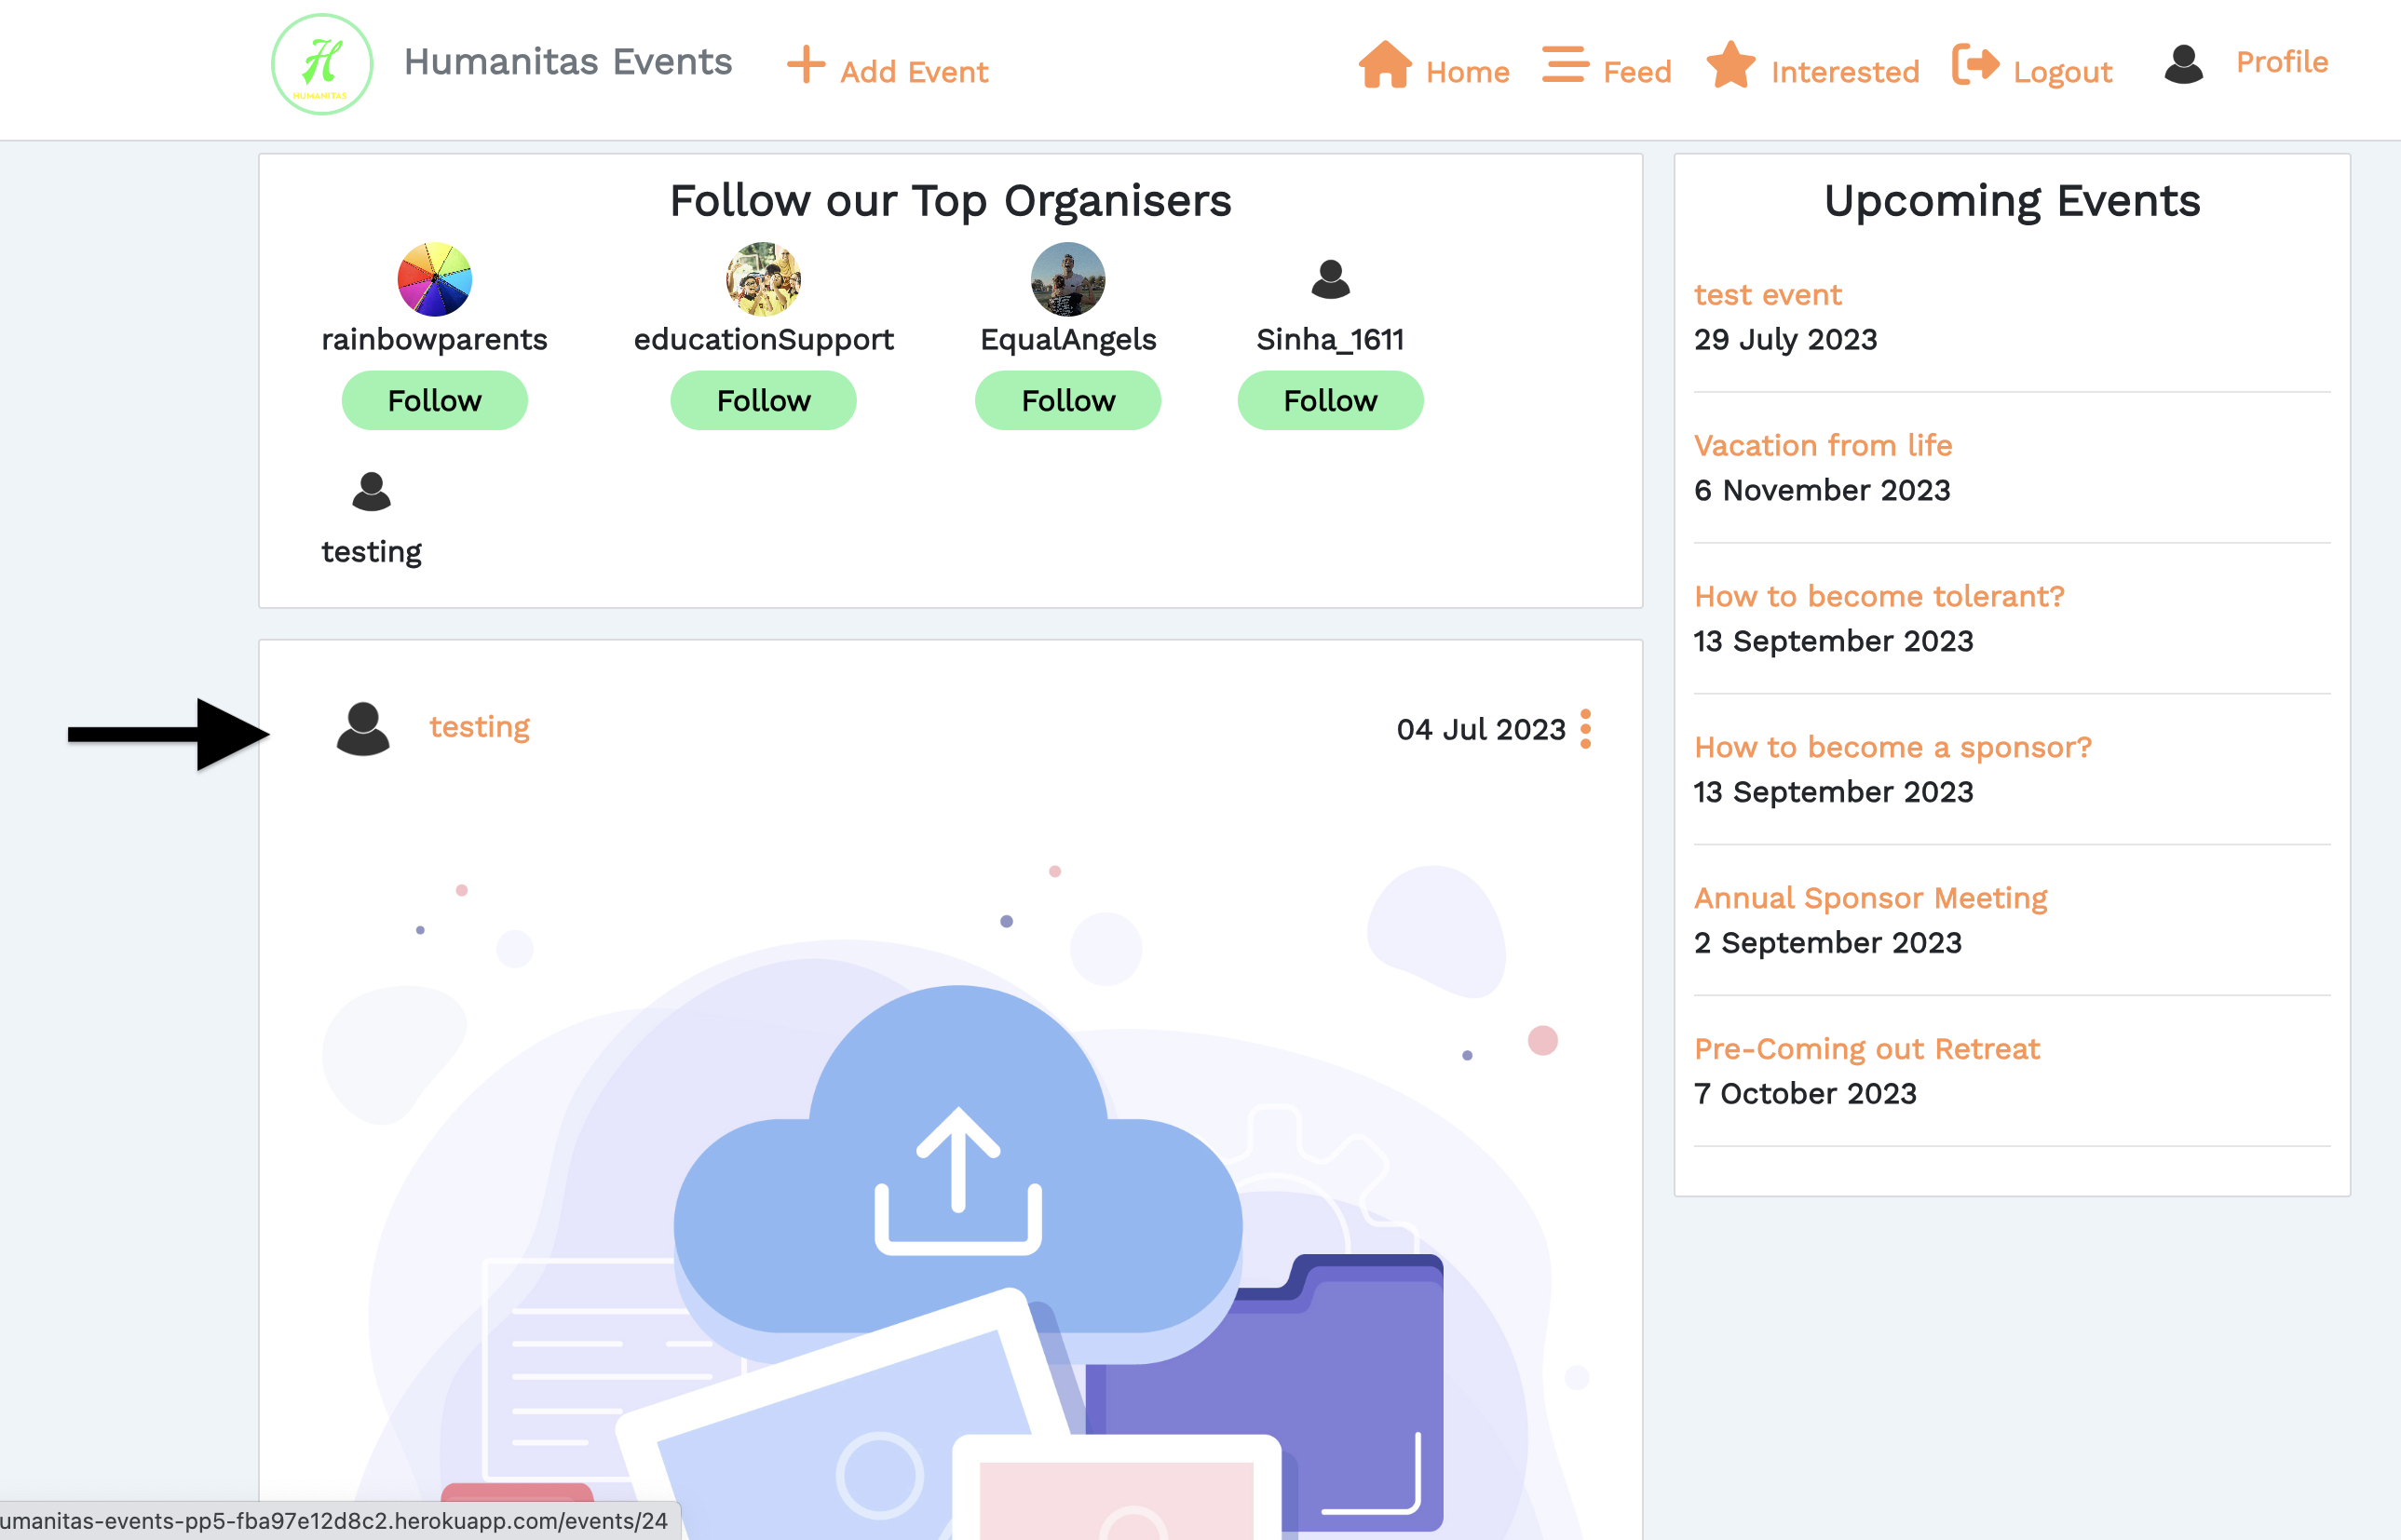 H
HUMANITAS
Humanitas Events
Add Event
Home
Feed
Interested
Logout
Profile
Follow our Top Organisers
rainbowparents
Follow
educationSupport
Follow
EqualAngels
Follow
Sinha_1611
Follow
testing
testing
04 Jul 2023
Upcoming Events
test event
29 July 2023
Vacation from life
6 November 2023
How to become tolerant?
13 September 2023
How to become a sponsor?
13 September 2023
Annual Sponsor Meeting
2 September 2023
Pre-Coming out Retreat
7 October 2023
umanitas-events-pp5-fba97e12d8c2.herokuapp.com/events/24